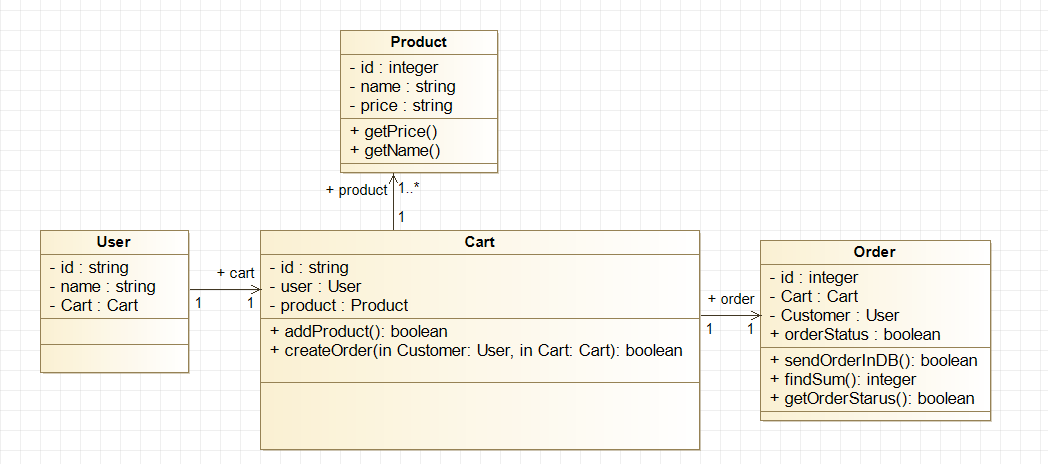 Product
- id : integer
- name : string
- price : string
+ getPrice()
+ getName()
+ product
1..*
1
User
- id : string
- name : string
- Cart : Cart
+ cart
1
1
Cart
- id : string
- user : User
- product : Product
+ addProduct(): boolean
+ createOrder(in Customer: User, in Cart: Cart): boolean
+ order
1
1
Order
- id : integer
- Cart : Cart
- Customer : User
+ orderStatus : boolean
+ sendOrderInDB(): boolean
+ findSum(): integer
+ getOrderStarus(): boolean